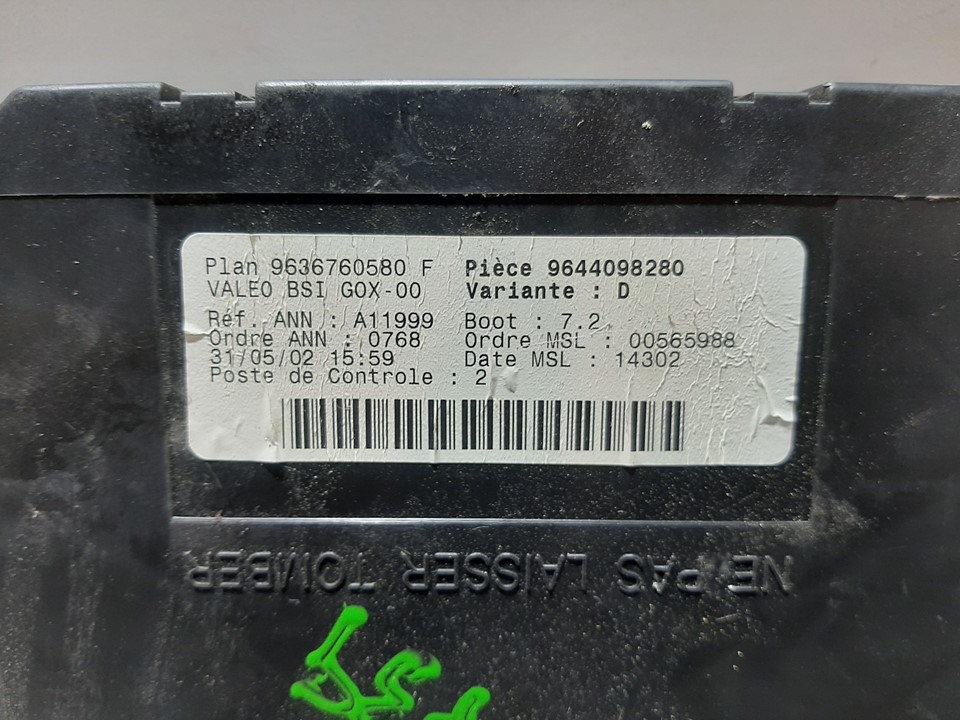 Plan 9636760580 F Pièce 9644098280
VALEO BSI G0X-00 Variante : D
Réf. ANN : A11999 Boot : 7.2
Ordre ANN : 0768 Ordre MSL : 00565988
31/05/02 15:59 Date MSL : 14302
Poste de Controle : 2
NE PAS LAISSER TOMBER